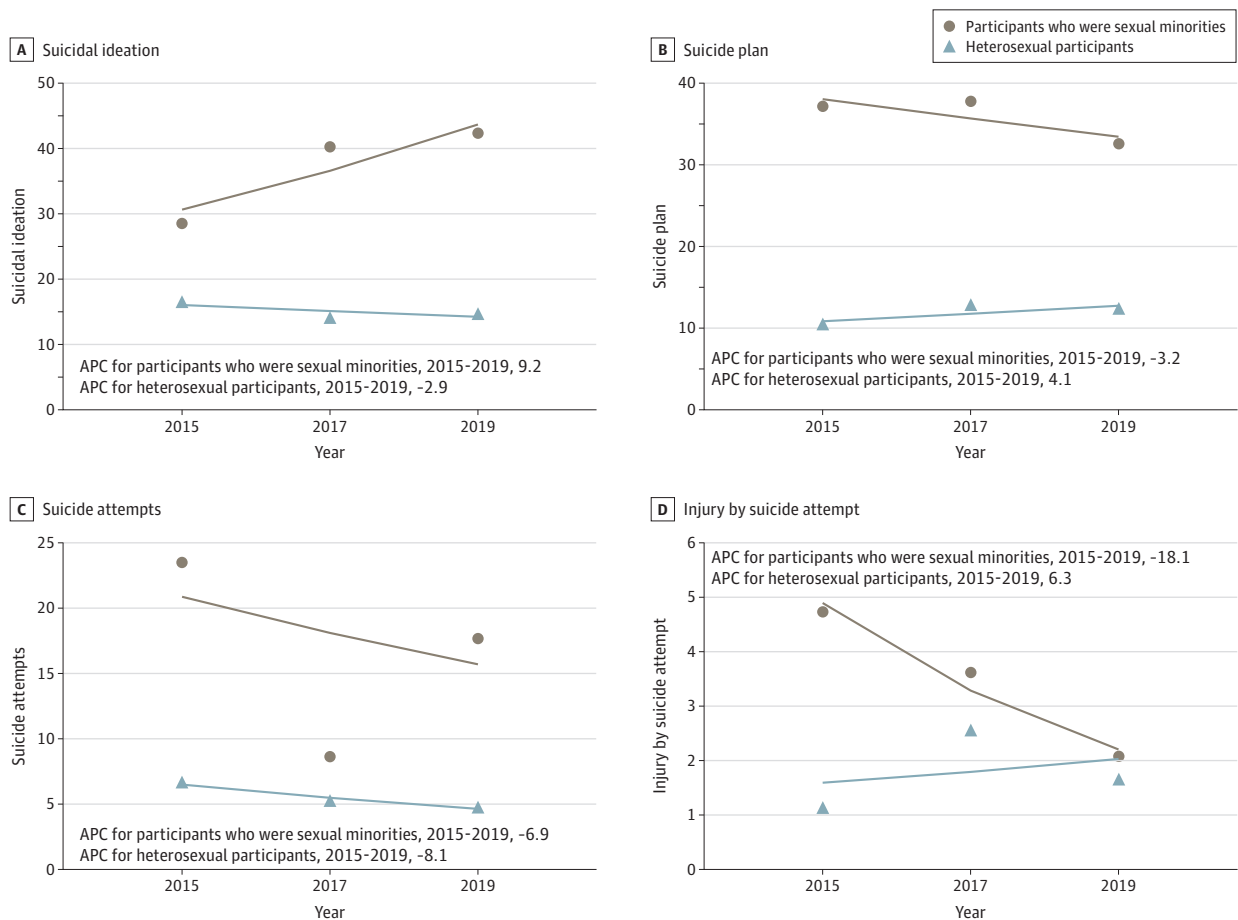 Participants who were sexual minorities
Heterosexual participants
A Suicidal ideation
50
40
30
20
10
0
Suicidal ideation
APC for participants who were sexual minorities, 2015-2019, 9.2
APC for heterosexual participants, 2015-2019, -2.9
2015 2017 2019
Year
B Suicide plan
40
30
20
10
0
Suicide plan
APC for participants who were sexual minorities, 2015-2019, -3.2
APC for heterosexual participants, 2015-2019, 4.1
2015 2017 2019
Year
C Suicide attempts
25
20
15
10
5
0
Suicide attempts
APC for participants who were sexual minorities, 2015-2019, -6.9
APC for heterosexual participants, 2015-2019, -8.1
2015 2017 2019
Year
D Injury by suicide attempt
6
5
4
3
2
1
0
Injury by suicide attempt
APC for participants who were sexual minorities, 2015-2019, -18.1
APC for heterosexual participants, 2015-2019, 6.3
2015 2017 2019
Year